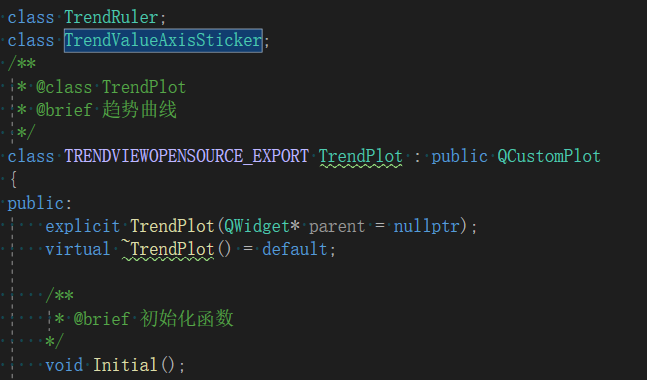 class TrendRuler;
class TrendValueAxisSticker;
/**
* @class TrendPlot
* @brief 趋势曲线
*/
class TRENDVIEWOPENSOURCE_EXPORT TrendPlot : public QCustomPlot
{
public:
explicit TrendPlot(QWidget* parent = nullptr);
virtual ~TrendPlot() = default;
/**
* @brief 初始化函数
*/
void Initial();